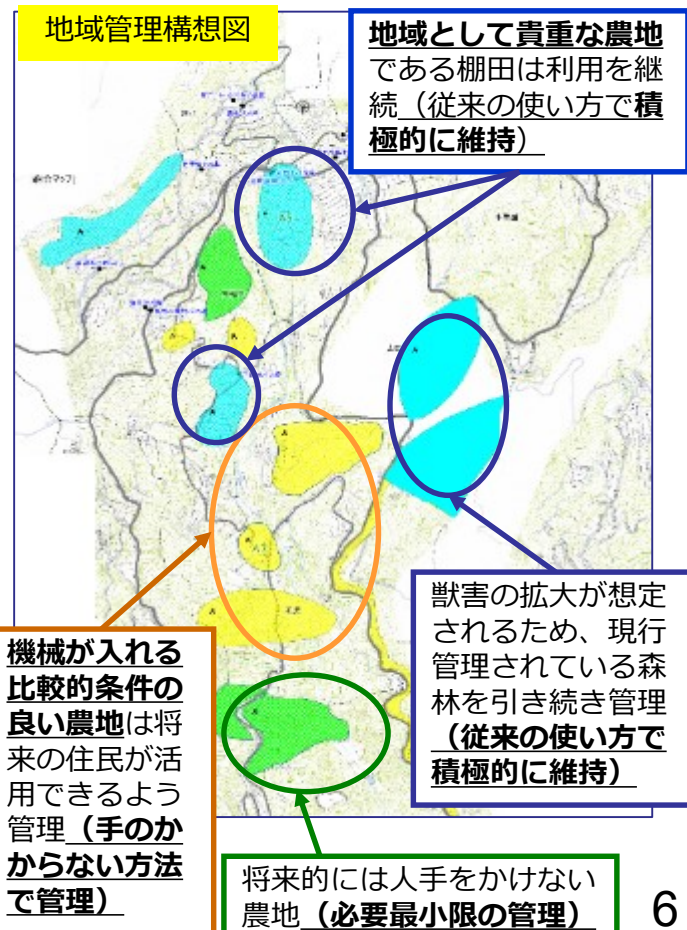 地域管理構想図
地域として貴重な農地
である棚田は利用を継
続（従来の使い方で積
極的に維持）
獣害の拡大が想定
されるため、現行
管理されている森
林を引き続き管理
（従来の使い方で
積極的に維持）
機械が入れる
比較的条件の
良い農地は将
来の住民が活
用できるよう
管理（手のか
からない方法
で管理）
将来的には人手をかけない
農地（必要最小限の管理）
6